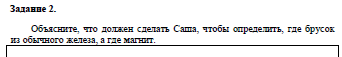 Задание 2.
Объясните, что должен сделать Саша, чтобы определить, где брусок
из обычного железа, а где магнит.